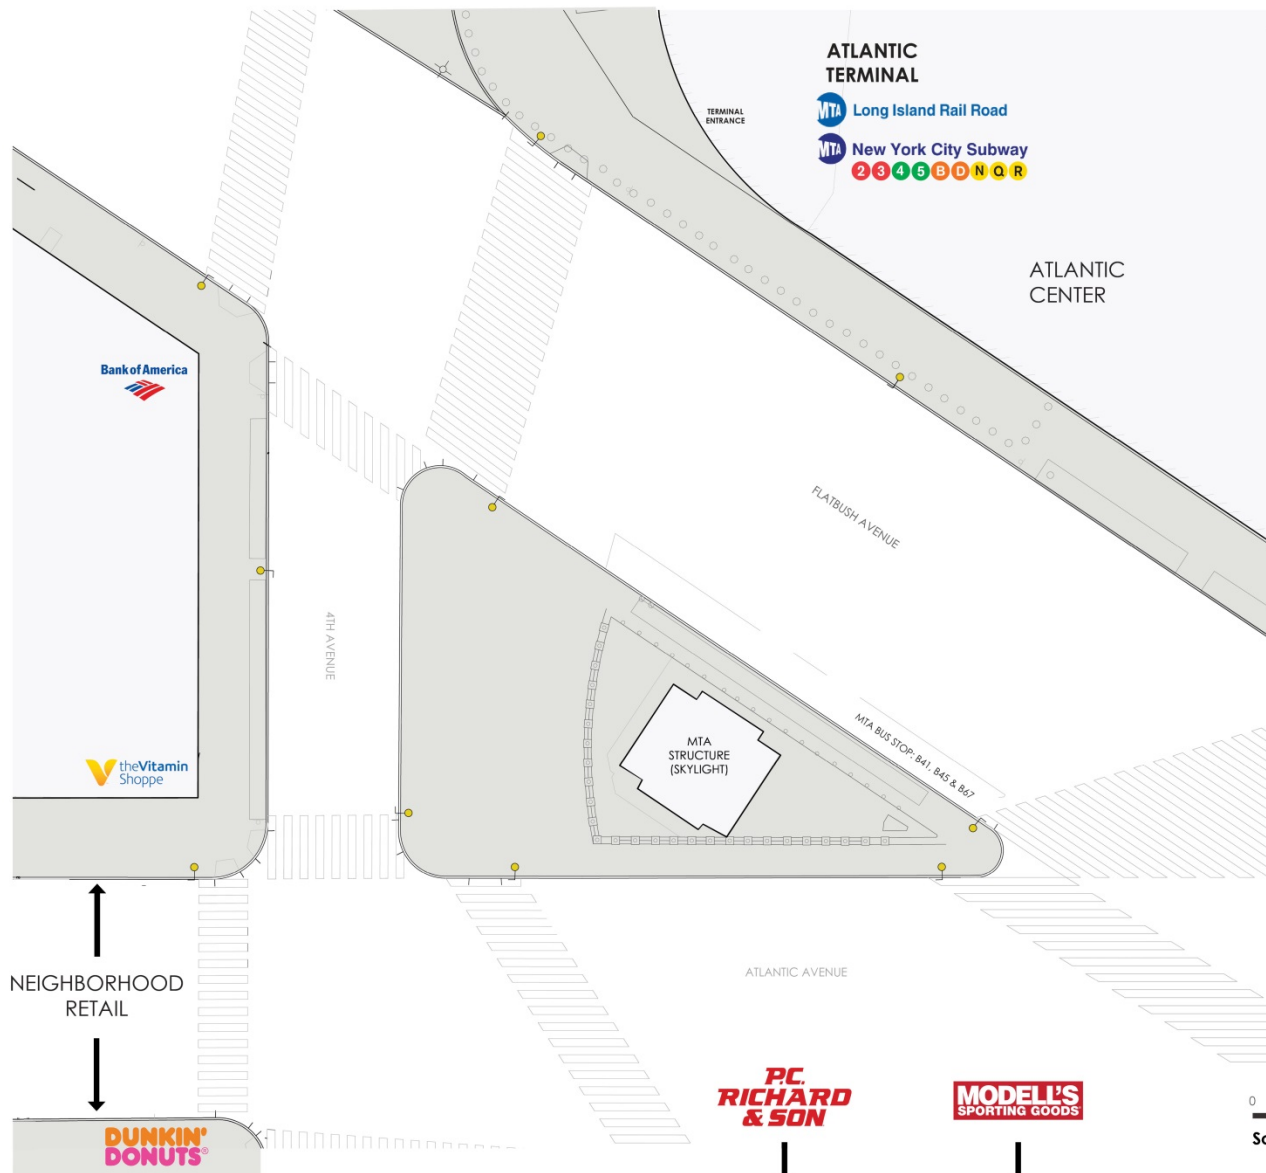 ATLANTIC
TERMINAL
MTA Long Island Rail Road
MTA New York City Subway
2 3 4 5 B D N Q R
TERMINAL
ENTRANCE
ATLANTIC
CENTER
Bank of America
FLATBUSH AVENUE
4TH AVENUE
MTA
STRUCTURE
(SKYLIGHT)
MTA BUS STOP: B41, B45 & B67
theVitamin
Shoppe
NEIGHBORHOOD
RETAIL
ATLANTIC AVENUE
P.C.
RICHARD
& SON
MODELL'S
SPORTING GOODS
0
DUNKIN'
DONUTS®